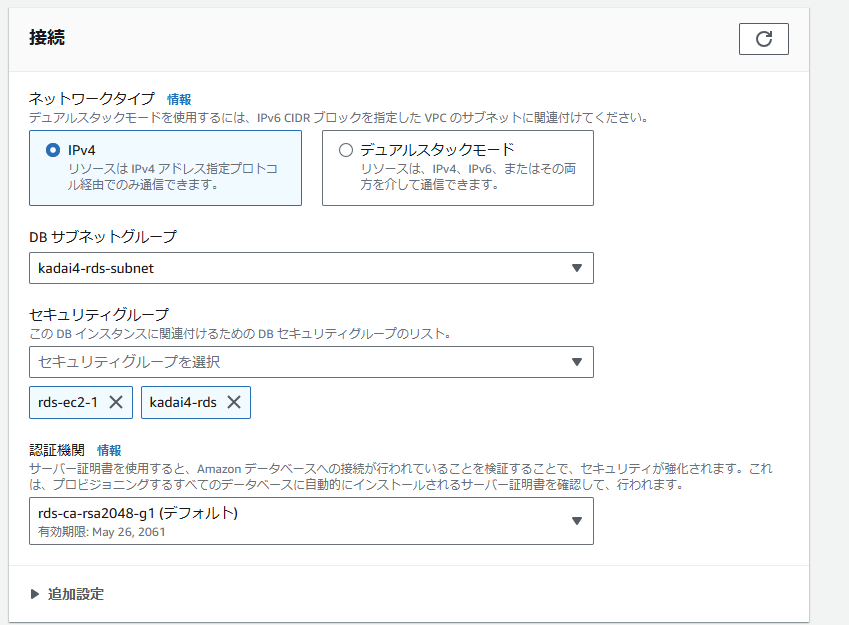 接続
ネットワークタイプ 情報
デュアルスタックモードを使用するには、IPv6 CIDR ブロックを指定した VPC のサブネットに関連付けてください。
IPv4
リソースは IPv4 アドレス指定プロトコ
ル経由でのみ通信できます。
デュアルスタックモード
リソースは、IPv4、IPv6、またはその両
方を介して通信できます。
DB サブネットグループ
kadai4-rds-subnet
セキュリティグループ
この DB インスタンスに関連付けるための DB セキュリティグループのリスト。
セキュリティグループを選択
rds-ec2-1 kadai4-rds
認証機関 情報
サーバー証明書を使用すると、Amazon データベースへの接続が行われていることを検証することで、セキュリティが強化されます。これ
は、プロビジョニングするすべてのデータベースに自動的にインストールされるサーバー証明書を確認して、行われます。
rds-ca-rsa2048-g1 (デフォルト)
有効期限: May 26, 2061
追加設定